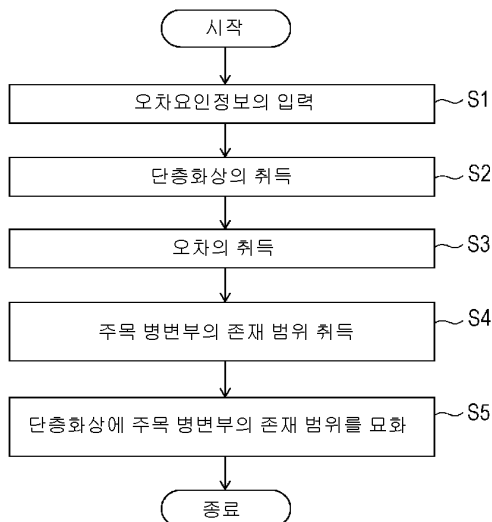 시작
오차요인정보의 입력 S1
단층화상의 취득 S2
오차의 취득 S3
주목 병변부의 존재 범위 취득 S4
단층화상에 주목 병변부의 존재 범위를 묘화 S5
종료